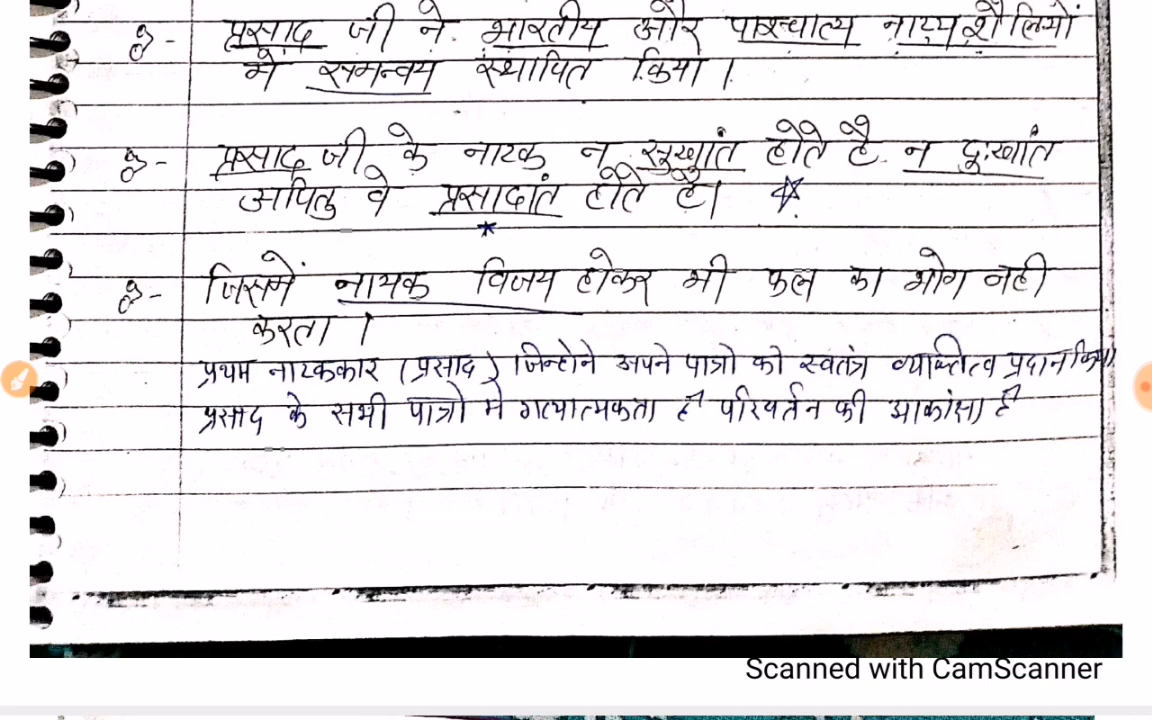 प्रसाद जी ने भारतीय और पाश्चात्य नाट्य शैलियों
में समन्वय स्थापित किया।
प्रसाद जी के नाटक न सुखांत होते है न दुःखांत
अपितु वे प्रसादांत होते है।
जिसमें नायक विजय होकर भी फल का भोग नही
करता।
प्रथम नाटककार (प्रसाद) जिन्होने अपने पात्रो को स्वतंत्र व्यक्तित्व प्रदान किया
प्रसाद के सभी पात्रो मे गत्यात्मकता है परिवर्तन की आकांक्षा है
Scanned with CamScanner